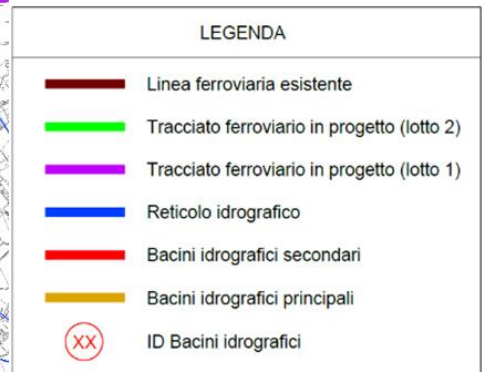 LEGENDA
Linea ferroviaria esistente
Tracciato ferroviario in progetto (lotto 2)
Tracciato ferroviario in progetto (lotto 1)
Reticolo idrografico
Bacini idrografici secondari
Bacini idrografici principali
XX ID Bacini idrografici